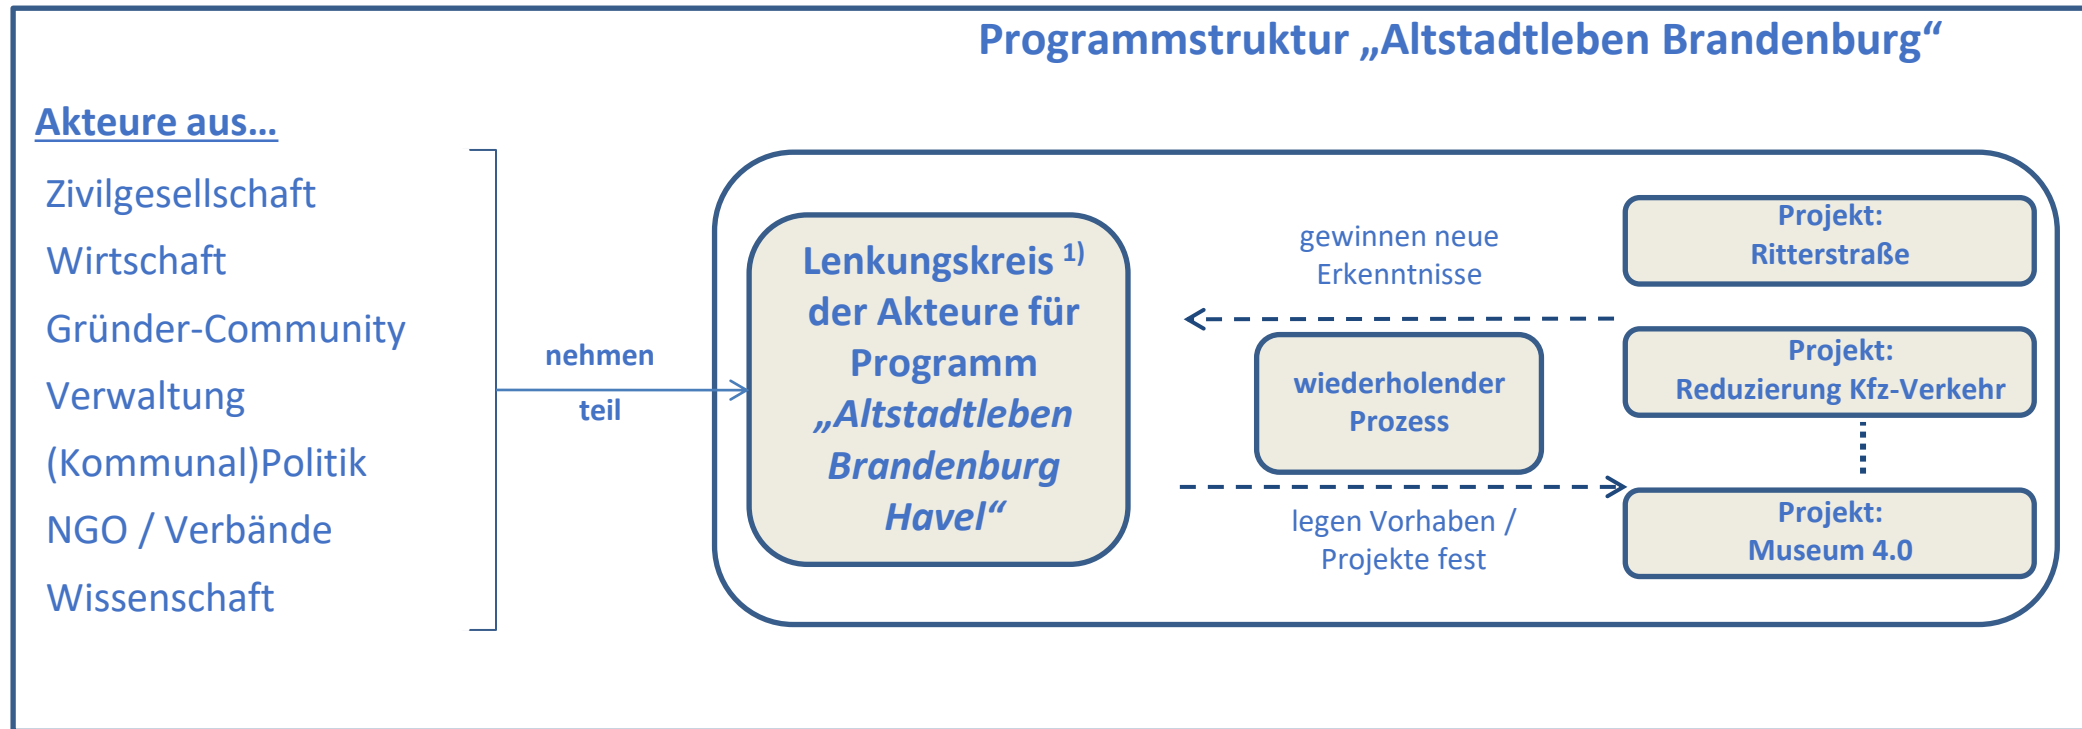 Programmstruktur „Altstadtleben Brandenburg“
Akteure aus…
Zivilgesellschaft
Wirtschaft
Gründer-Community
Verwaltung
(Kommunal)Politik
NGO / Verbände
Wissenschaft
nehmen
teil
Lenkungskreis 1)
der Akteure für
Programm
„Altstadtleben
Brandenburg
Havel“
gewinnen neue
Erkenntnisse
wiederholender
Prozess
legen Vorhaben /
Projekte fest
Projekt:
Ritterstraße
Projekt:
Reduzierung Kfz-Verkehr
Projekt:
Museum 4.0